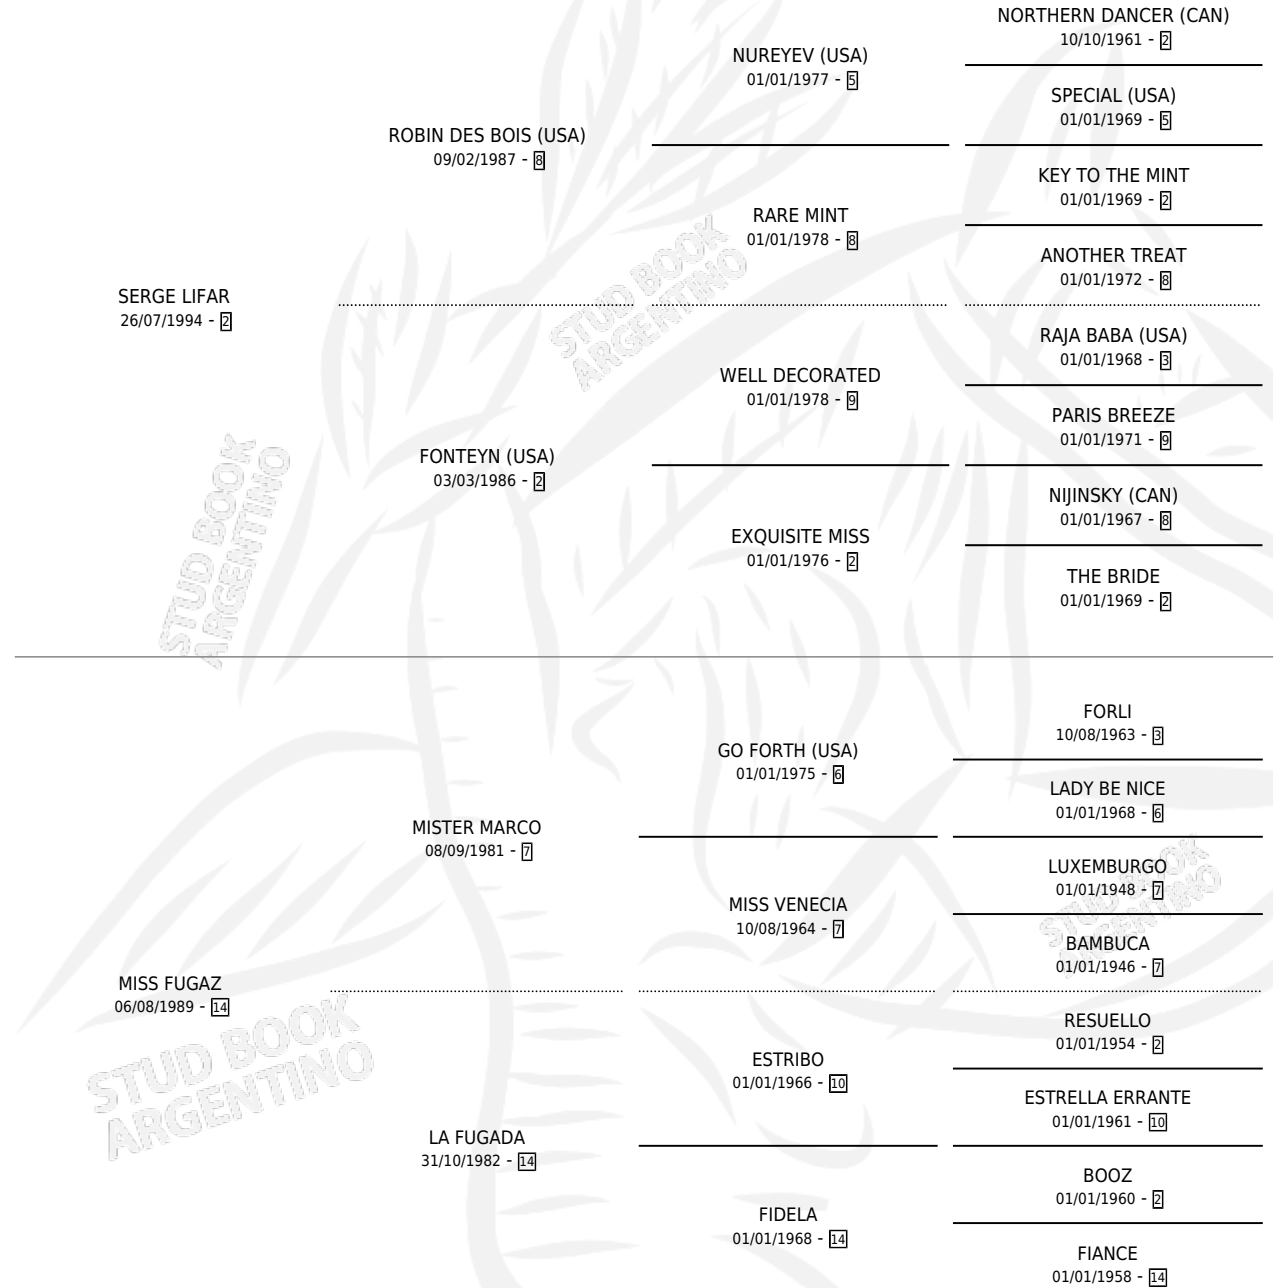 NORTHERN DANCER (CAN)
10/10/1961 - 2
NUREYEV (USA)
01/01/1977 - 5
SPECIAL (USA)
01/01/1969 - 5
ROBIN DES BOIS (USA)
09/02/1987 - 8
KEY TO THE MINT
01/01/1969 - 2
RARE MINT
01/01/1978 - 8
ANOTHER TREAT
01/01/1972 - 8
SERGE LIFAR
26/07/1994 - 2
RAJA BABA (USA)
01/01/1968 - 3
WELL DECORATED
01/01/1978 - 9
PARIS BREEZE
01/01/1971 - 9
FONTEYN (USA)
03/03/1986 - 2
NIJINSKY (CAN)
01/01/1967 - 8
EXQUISITE MISS
01/01/1976 - 2
THE BRIDE
01/01/1969 - 2
FORLI
10/08/1963 - 3
GO FORTH (USA)
01/01/1975 - 6
LADY BE NICE
01/01/1968 - 6
MISTER MARCO
08/09/1981 - 7
LUXEMBURGO
01/01/1948 - 7
MISS VENECIA
10/08/1964 - 7
BAMBUCA
01/01/1946 - 7
MISS FUGAZ
06/08/1989 - 14
RESUELLO
01/01/1954 - 2
ESTRIBO
01/01/1966 - 10
ESTRELLA ERRANTE
01/01/1961 - 10
LA FUGADA
31/10/1982 - 14
BOOZ
01/01/1960 - 2
FIDELA
01/01/1968 - 14
FIANCE
01/01/1958 - 14
STUD BOOK
ARGENTINO
STUD BOOK
ARGENTINO
STUD BOOK
ARGENTINO
STUD BOOK
ARGENTINO